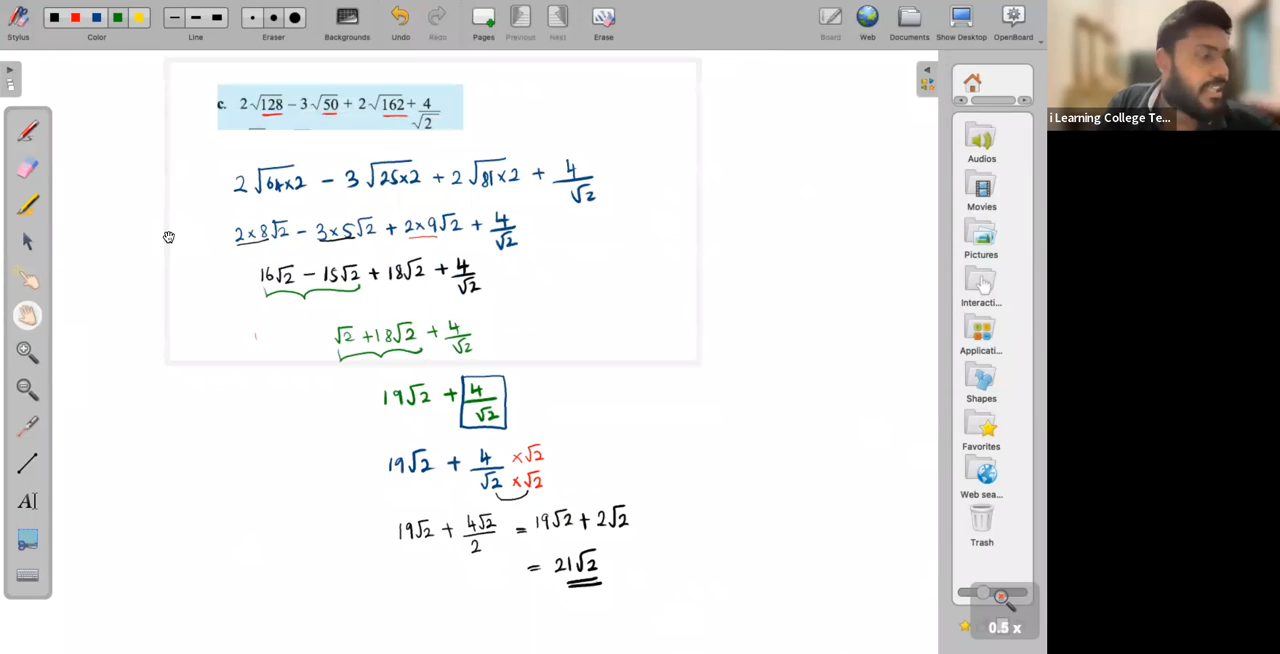 Stylus Color Line Eraser Backgrounds Undo Redo Pages Previous Next Erase Board Web Documents Show Desktop OpenBoard
c. 2√128 − 3√50 + 2√162 + 4/√2
2√64×2 − 3√25×2 + 2√81×2 + 4/√2
2×8√2 − 3×5√2 + 2×9√2 + 4/√2
16√2 − 15√2 + 18√2 + 4/√2
√2 + 18√2 + 4/√2
19√2 + 4/√2
19√2 + 4/√2 ×√2 ×√2
19√2 + 4√2/2 = 19√2 + 2√2
= 21√2
AI
Audios
Movies
Pictures
Interacti...
Applicati...
Shapes
Favorites
Web sea...
Trash
0.5 x
i Learning College Te...